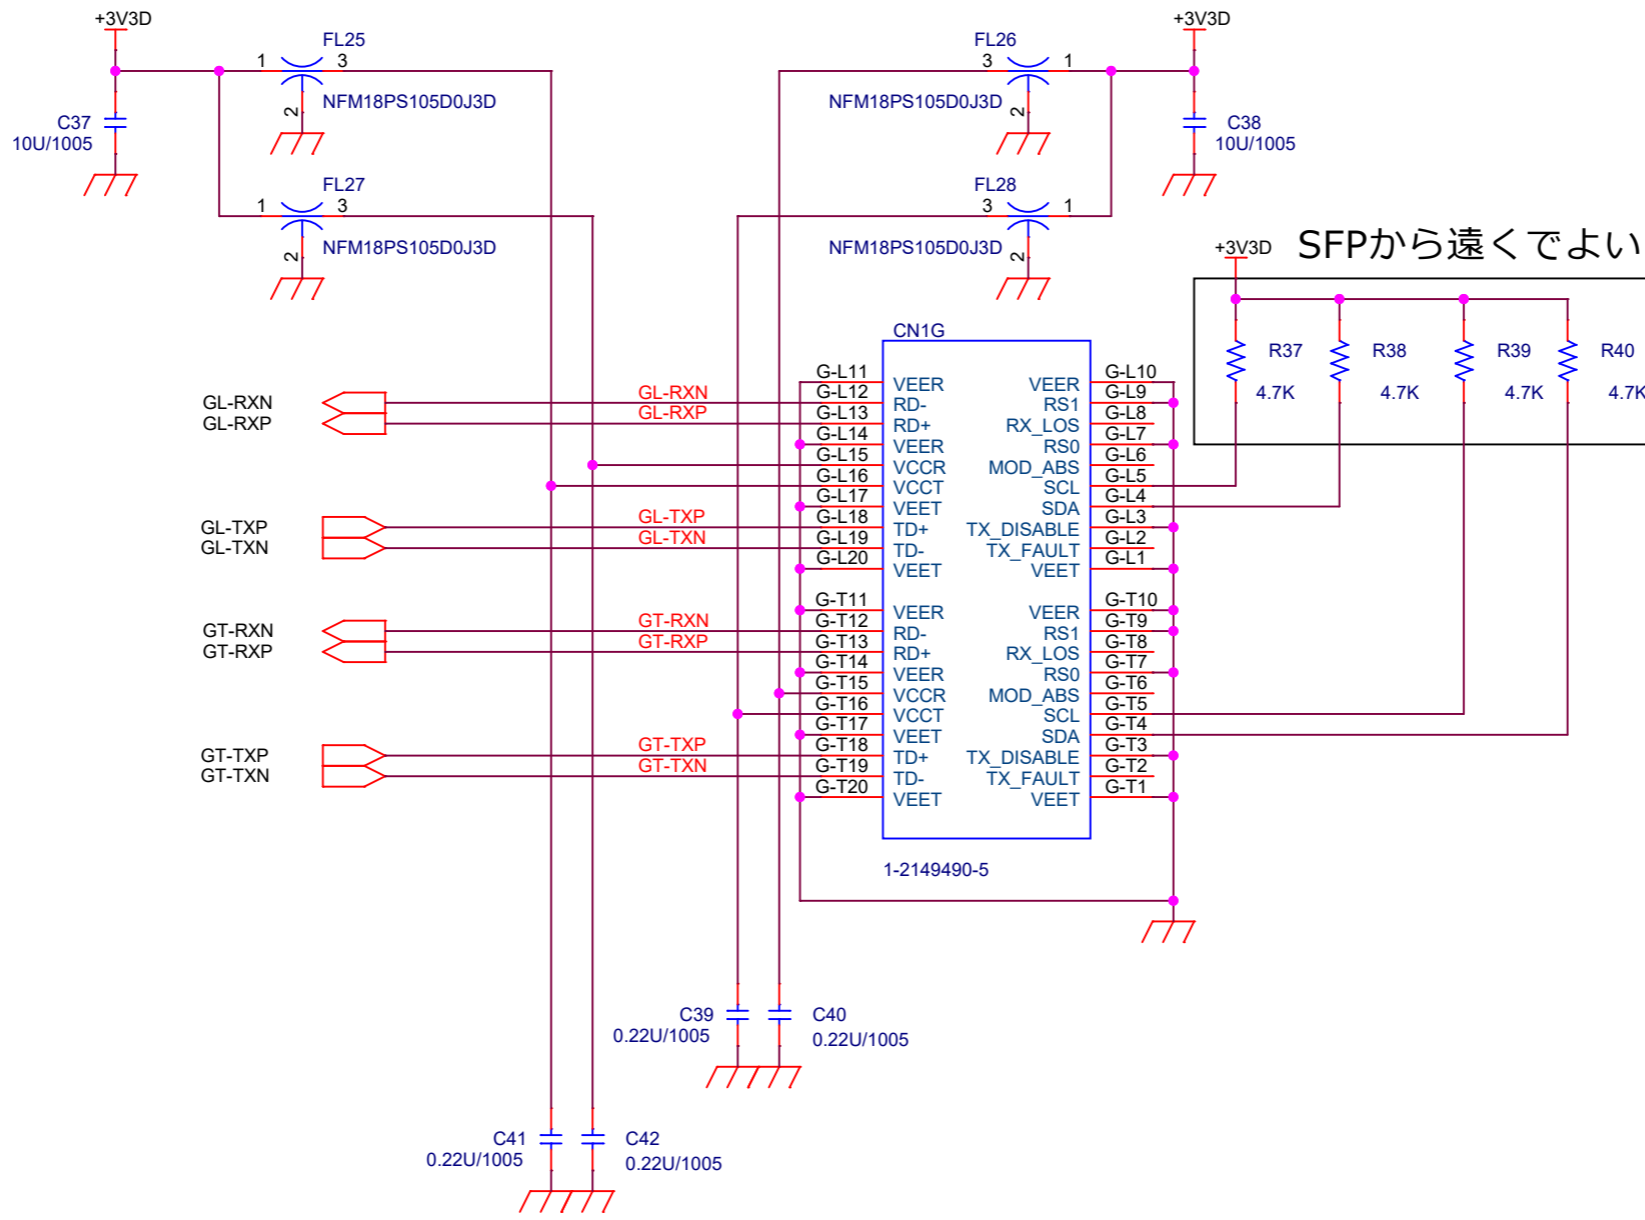 +3V3D
+3V3D
FL25
FL26
1
3
3
1
2
NFM18PS105D0J3D
NFM18PS105D0J3D
2
C37
10U/1005
C38
10U/1005
FL27
FL28
1
3
3
1
2
NFM18PS105D0J3D
NFM18PS105D0J3D
2
+3V3D
SFPから遠くでよい
R37
4.7K
R38
4.7K
R39
4.7K
R40
4.7K
CN1G
G-L11 VEER VEER G-L10
GL-RXN GL-RXN G-L12 RD- RS1 G-L9
GL-RXP GL-RXP G-L13 RD+ RX_LOS G-L8
G-L14 VEER RS0 G-L7
G-L15 VCCR MOD_ABS G-L6
G-L16 VCCT SCL G-L5
G-L17 VEET SDA G-L4
GL-TXP GL-TXP G-L18 TD+ TX_DISABLE G-L3
GL-TXN GL-TXN G-L19 TD- TX_FAULT G-L2
G-L20 VEET VEET G-L1
G-T11 VEER VEER G-T10
GT-RXN GT-RXN G-T12 RD- RS1 G-T9
GT-RXP GT-RXP G-T13 RD+ RX_LOS G-T8
G-T14 VEER RS0 G-T7
G-T15 VCCR MOD_ABS G-T6
G-T16 VCCT SCL G-T5
G-T17 VEET SDA G-T4
GT-TXP GT-TXP G-T18 TD+ TX_DISABLE G-T3
GT-TXN GT-TXN G-T19 TD- TX_FAULT G-T2
G-T20 VEET VEET G-T1
1-2149490-5
C39
0.22U/1005
C40
0.22U/1005
C41
0.22U/1005
C42
0.22U/1005